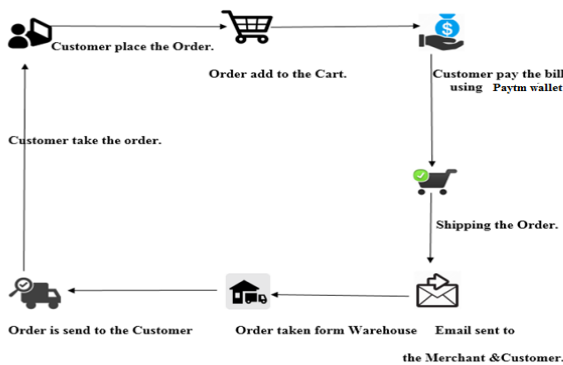 Customer place the Order.
Order add to the Cart.
Customer pay the bill
using Paytm wallet
Customer take the order.
Shipping the Order.
Order is send to the Customer
Order taken form Warehouse
Email sent to
the Merchant &Customer.